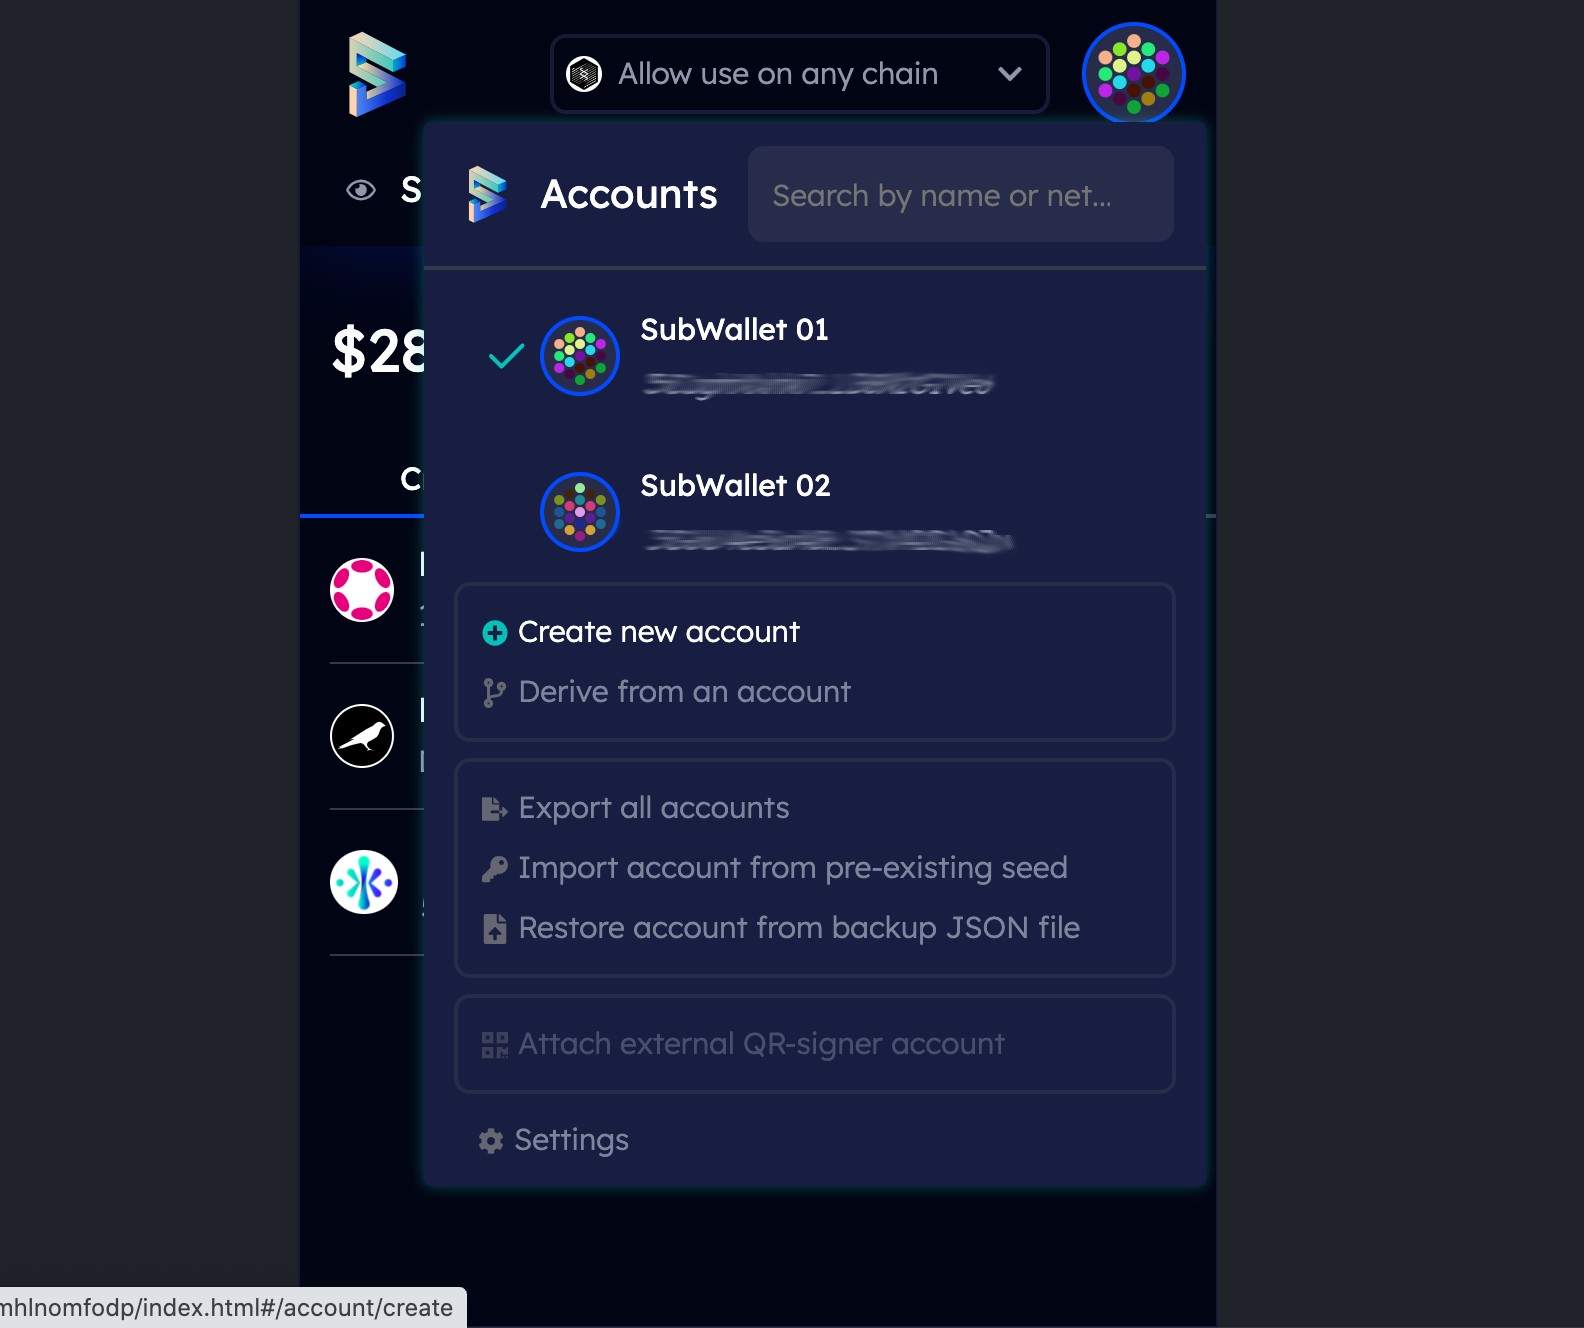 Allow use on any chain
S
Accounts
Search by name or net...
$28
SubWallet 01
SubWallet 02
Create new account
Derive from an account
Export all accounts
Import account from pre-existing seed
Restore account from backup JSON file
Attach external QR-signer account
Settings
mhlnomfodp/index.html#/account/create